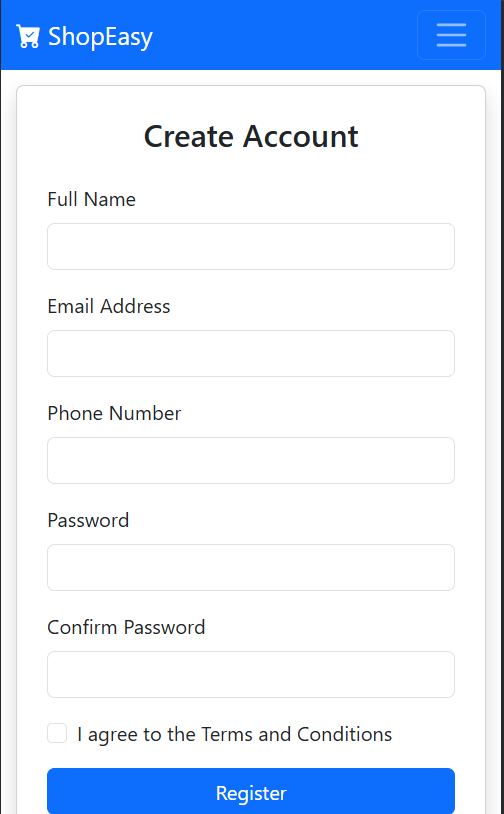 ShopEasy
Create Account
Full Name
Email Address
Phone Number
Password
Confirm Password
I agree to the Terms and Conditions
Register